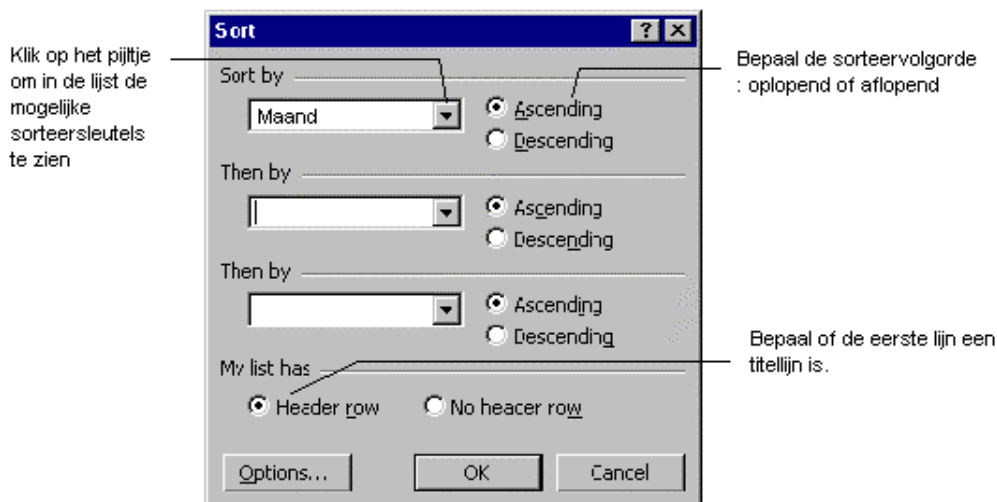 Sort
Klik op het pijltje
om in de lijst de
mogelijke
sorteersleutels
te zien
Sort by
Maand
Ascending
Descending
Bepaal de sorteervolgorde
: oplopend of aflopend
Then by
Ascending
Descending
Then by
Ascending
Descending
My list has
Header row
No heacer row
Bepaal of de eerste lijn een
titellijn is.
Options...
OK
Cancel